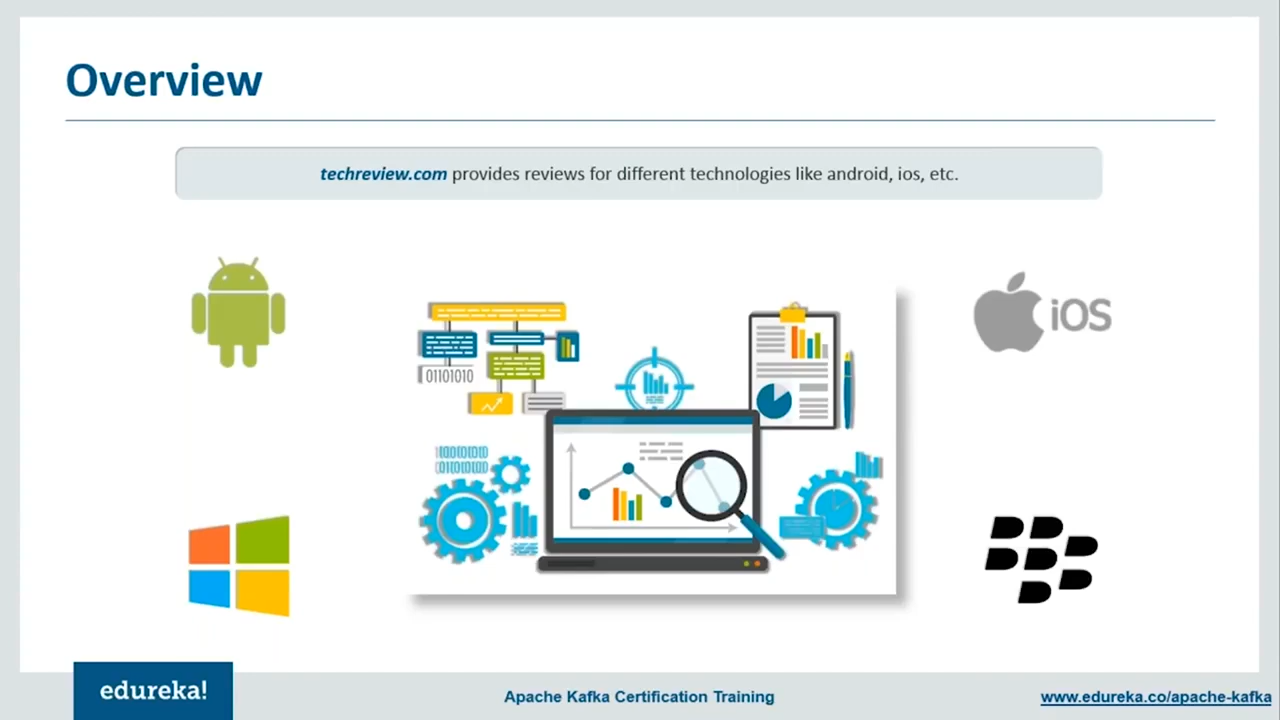 Overview
techreview.com provides reviews for different technologies like android, ios, etc.
iOS
01101010
edureka!
Apache Kafka Certification Training
www.edureka.co/apache-kafka